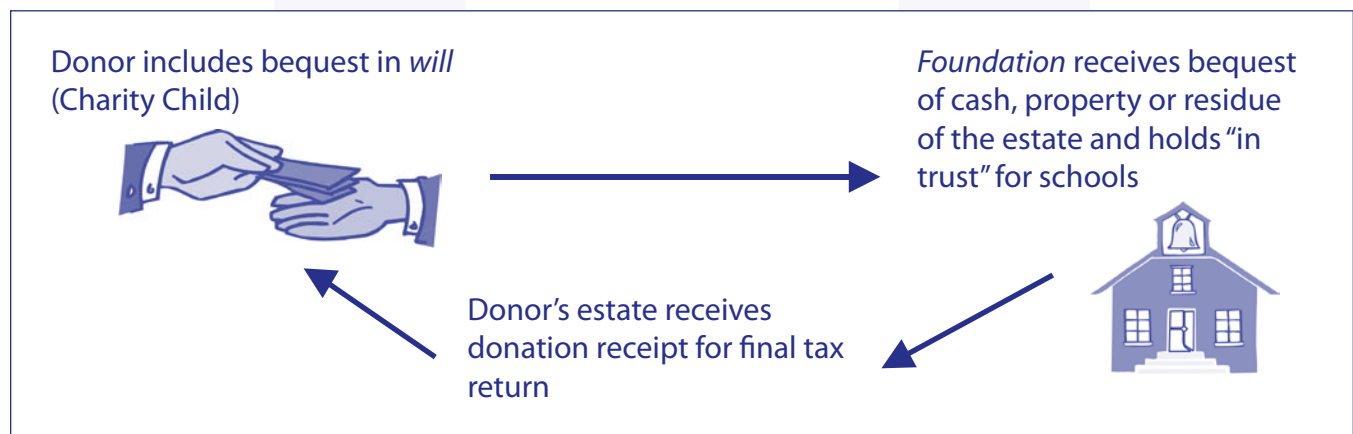 Donor includes bequest in will
(Charity Child)
Foundation receives bequest
of cash, property or residue
of the estate and holds “in
trust” for schools
Donor’s estate receives
donation receipt for final tax
return